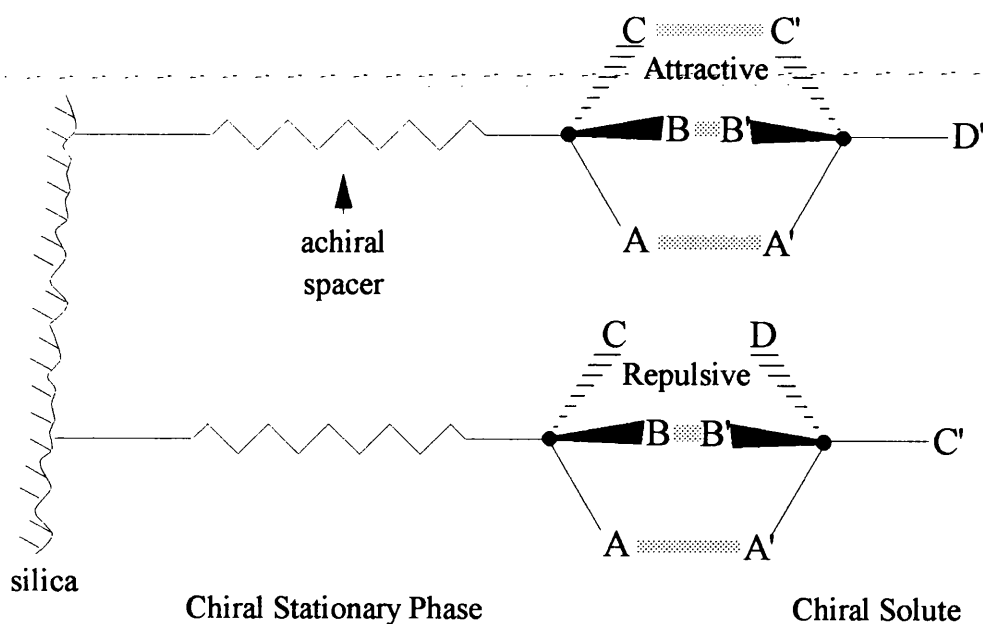 C C'
Attractive
B B' D'
achiral
spacer
A A'
C D
Repulsive
B B' C'
A A'
silica
Chiral Stationary Phase Chiral Solute